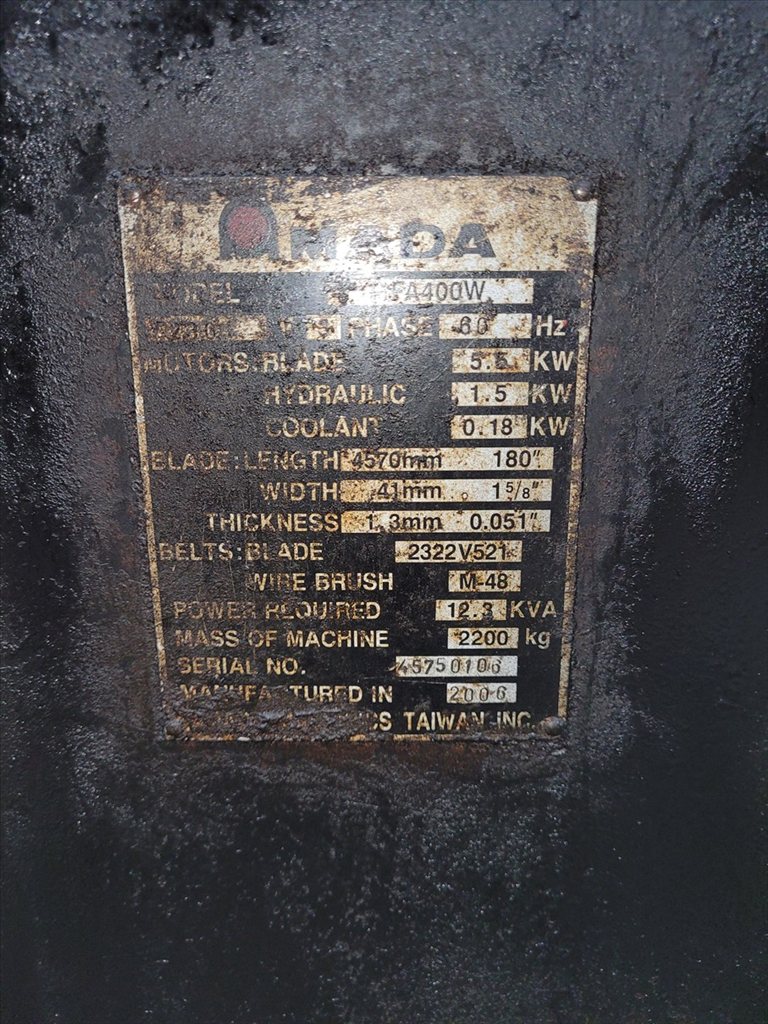 AMADA
MODEL FA400W
V PHASE 60 Hz
MOTORS:BLADE 5.5 KW
HYDRAULIC 1.5 KW
COOLANT 0.18 KW
BLADE:LENGTH 4570mm 180"
WIDTH 41mm 1 5/8"
THICKNESS 1.3mm 0.051"
BELTS:BLADE 2322V521
WIRE BRUSH M-48
POWER REQUIRED 12.3 KVA
MASS OF MACHINE 2200 kg
SERIAL NO. 45750106
MANUFACTURED IN 2006
TAIWAN INC.